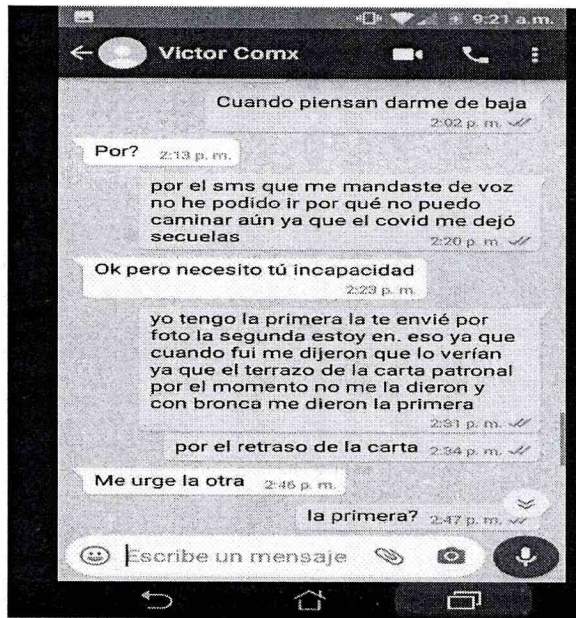 9:21 a.m.
Victor Comx
Cuando piensan darme de baja
2:02 p. m.
Por? 2:13 p. m.
por el sms que me mandaste de voz
no he podido ir por qué no puedo
caminar aún ya que el covid me dejó
secuelas
2:20 p. m.
Ok pero necesito tú incapacidad
2:23 p. m.
yo tengo la primera la te envié por
foto la segunda estoy en. eso ya que
cuando fui me dijeron que lo verían
ya que el terrazo de la carta patronal
por el momento no me la dieron y
con bronca me dieron la primera
2:31 p. m.
por el retraso de la carta 2:34 p. m.
Me urge la otra 2:46 p. m.
la primera? 2:47 p. m.
Escribe un mensaje